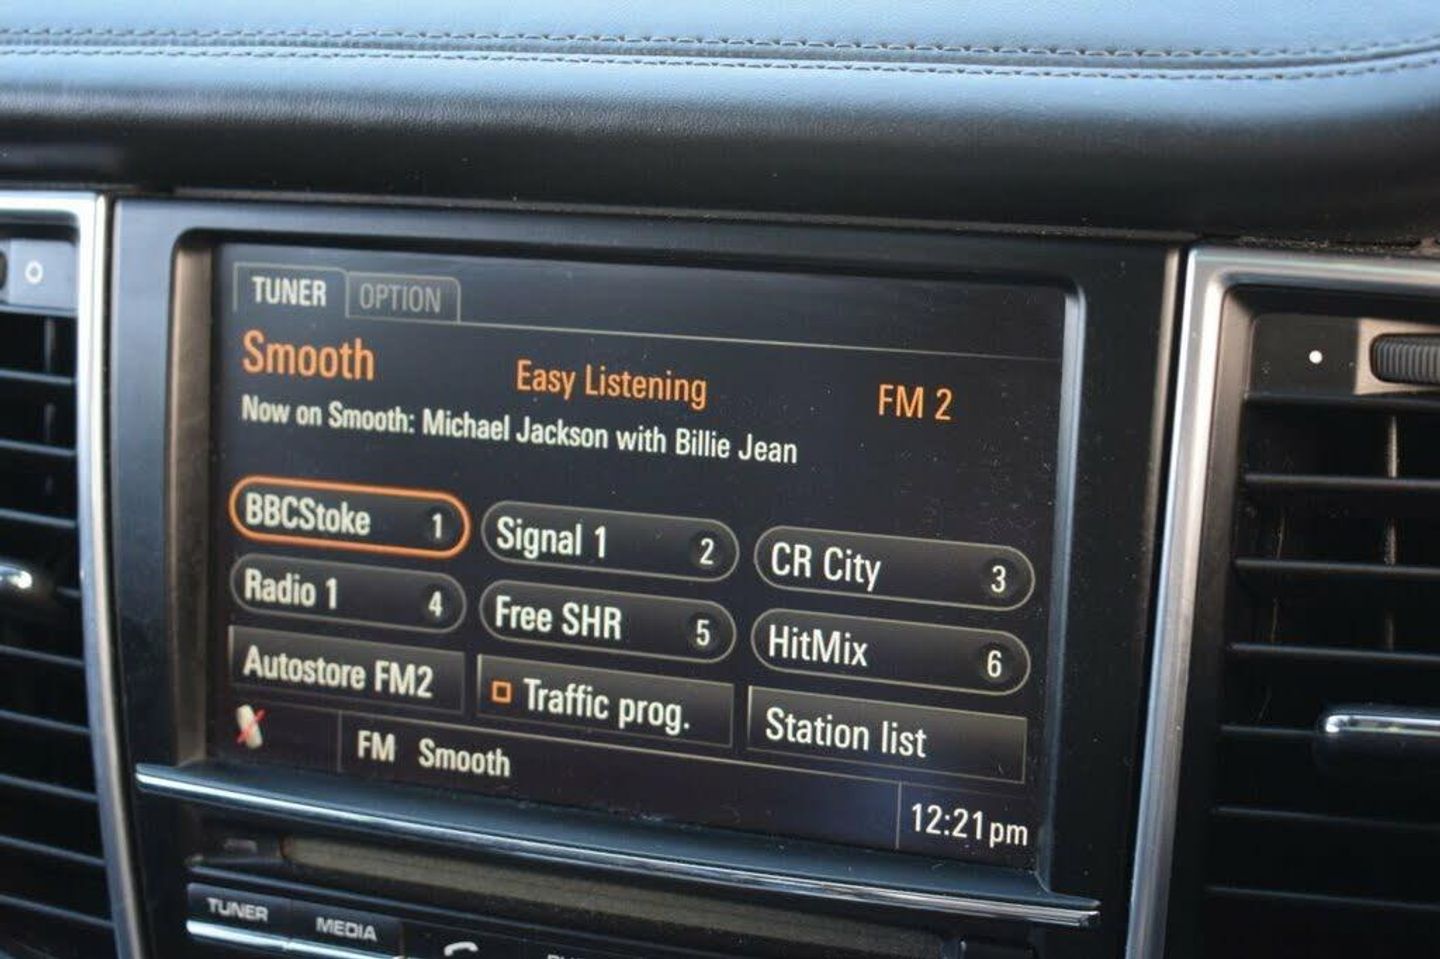 TUNER OPTION
Smooth Easy Listening FM 2
Now on Smooth: Michael Jackson with Billie Jean
BBCStoke 1 Signal 1 2 CR City 3
Radio 1 4 Free SHR 5 HitMix 6
Autostore FM2 Traffic prog. Station list
FM Smooth
12:21pm
TUNER MEDIA